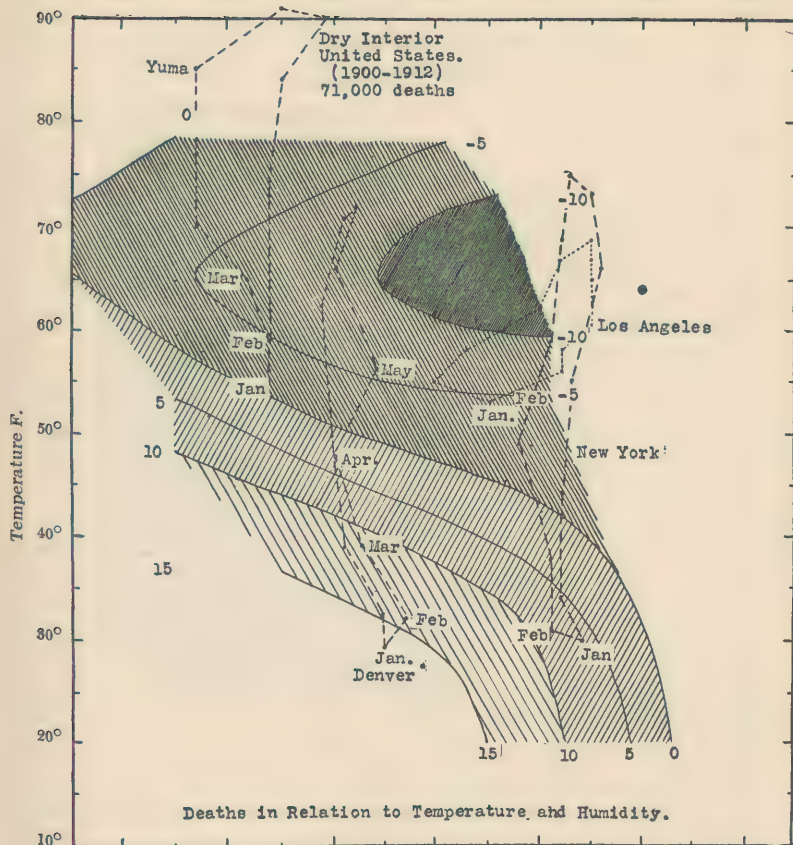 90°
Dry Interior
United States.
(1900-1912)
71,000 deaths
Yuma
0
80°
-5
-10
70°
Mar
Los Angeles
60°
Feb
-10
May
Jan
Feb
-5
5
Jan.
50°
10
Apr.
New York
Temperature F.
40°
Mar
15
30°
Feb
Feb
Jan
Jan.
Denver
20°
15
10
5
0
Deaths in Relation to Temperature and Humidity.
10°